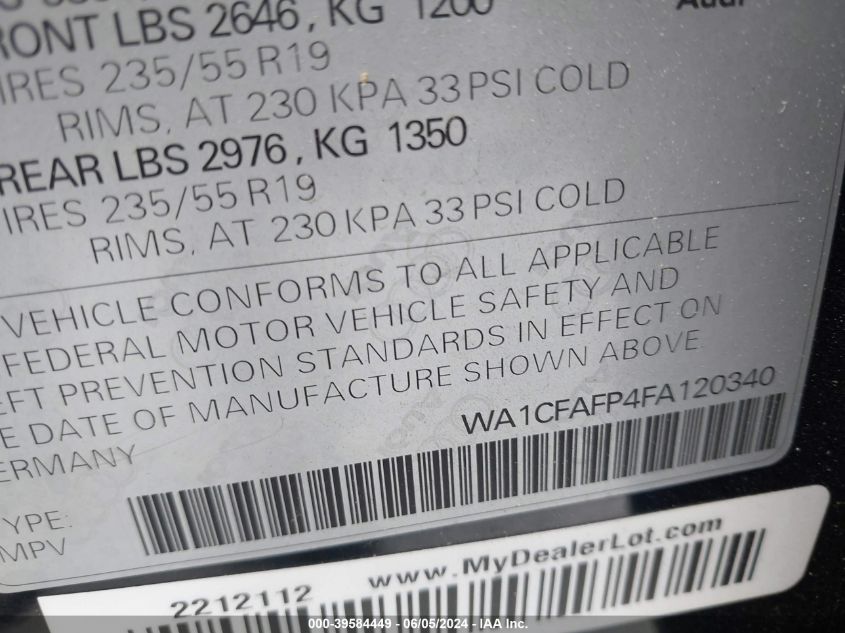 RONT LBS 2646, KG 1200
Audi
IRES 235/55 R19
RIMS, AT 230 KPA 33 PSI COLD
REAR LBS 2976, KG 1350
IRES 235/55 R19
RIMS, AT 230 KPA 33 PSI COLD
VEHICLE CONFORMS TO ALL APPLICABLE
FEDERAL MOTOR VEHICLE SAFETY AND
EFT PREVENTION STANDARDS IN EFFECT ON
E DATE OF MANUFACTURE SHOWN ABOVE
WA1CFAFP4FA120340
ERMANY
YPE:
MPV
2212112 www.MyDealerLot.com
000-39584449 - 06/05/2024 - IAA Inc.